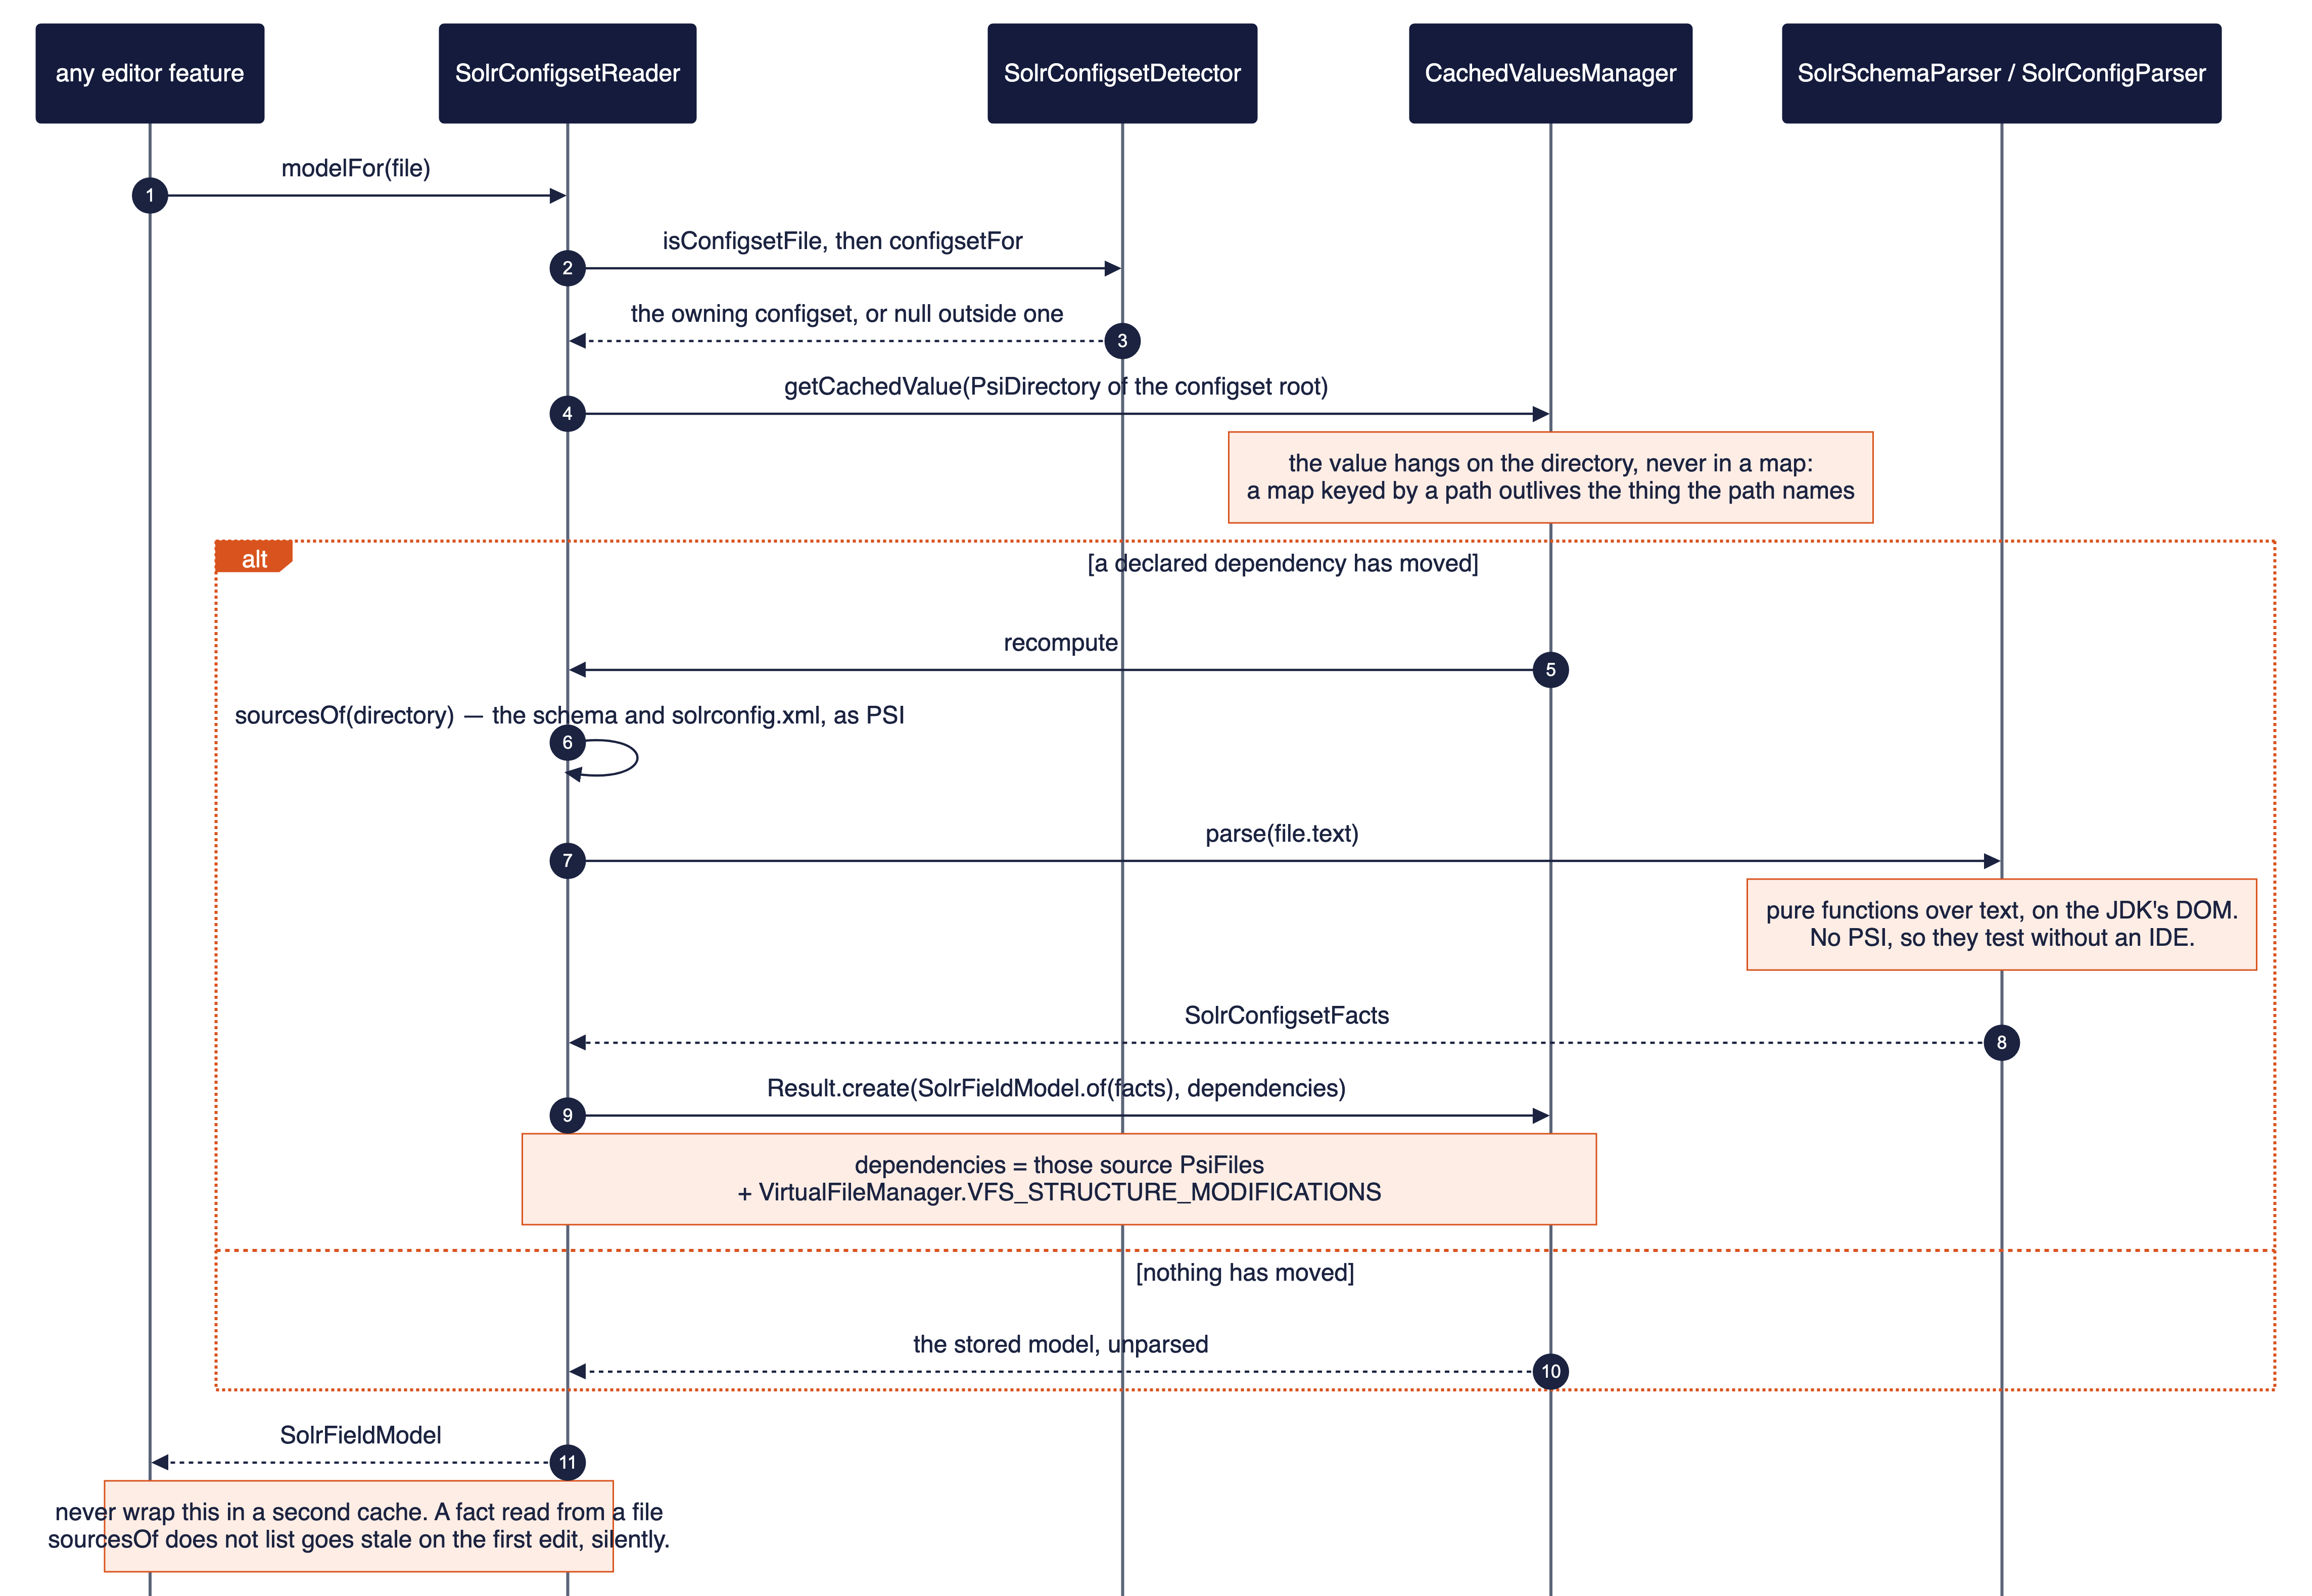 any editor feature
SolrConfigsetReader
SolrConfigsetDetector
CachedValuesManager
SolrSchemaParser / SolrConfigParser
modelFor(file)
1
isConfigsetFile, then configsetFor
2
the owning configset, or null outside one
3
getCachedValue(PsiDirectory of the configset root)
4
the value hangs on the directory, never in a map:
a map keyed by a path outlives the thing the path names
alt
[a declared dependency has moved]
recompute
5
sourcesOf(directory) — the schema and solrconfig.xml, as PSI
6
parse(file.text)
7
pure functions over text, on the JDK's DOM.
No PSI, so they test without an IDE.
SolrConfigsetFacts
8
Result.create(SolrFieldModel.of(facts), dependencies)
9
dependencies = those source PsiFiles
+ VirtualFileManager.VFS_STRUCTURE_MODIFICATIONS
[nothing has moved]
the stored model, unparsed
10
SolrFieldModel
11
never wrap this in a second cache. A fact read from a file
sourcesOf does not list goes stale on the first edit, silently.